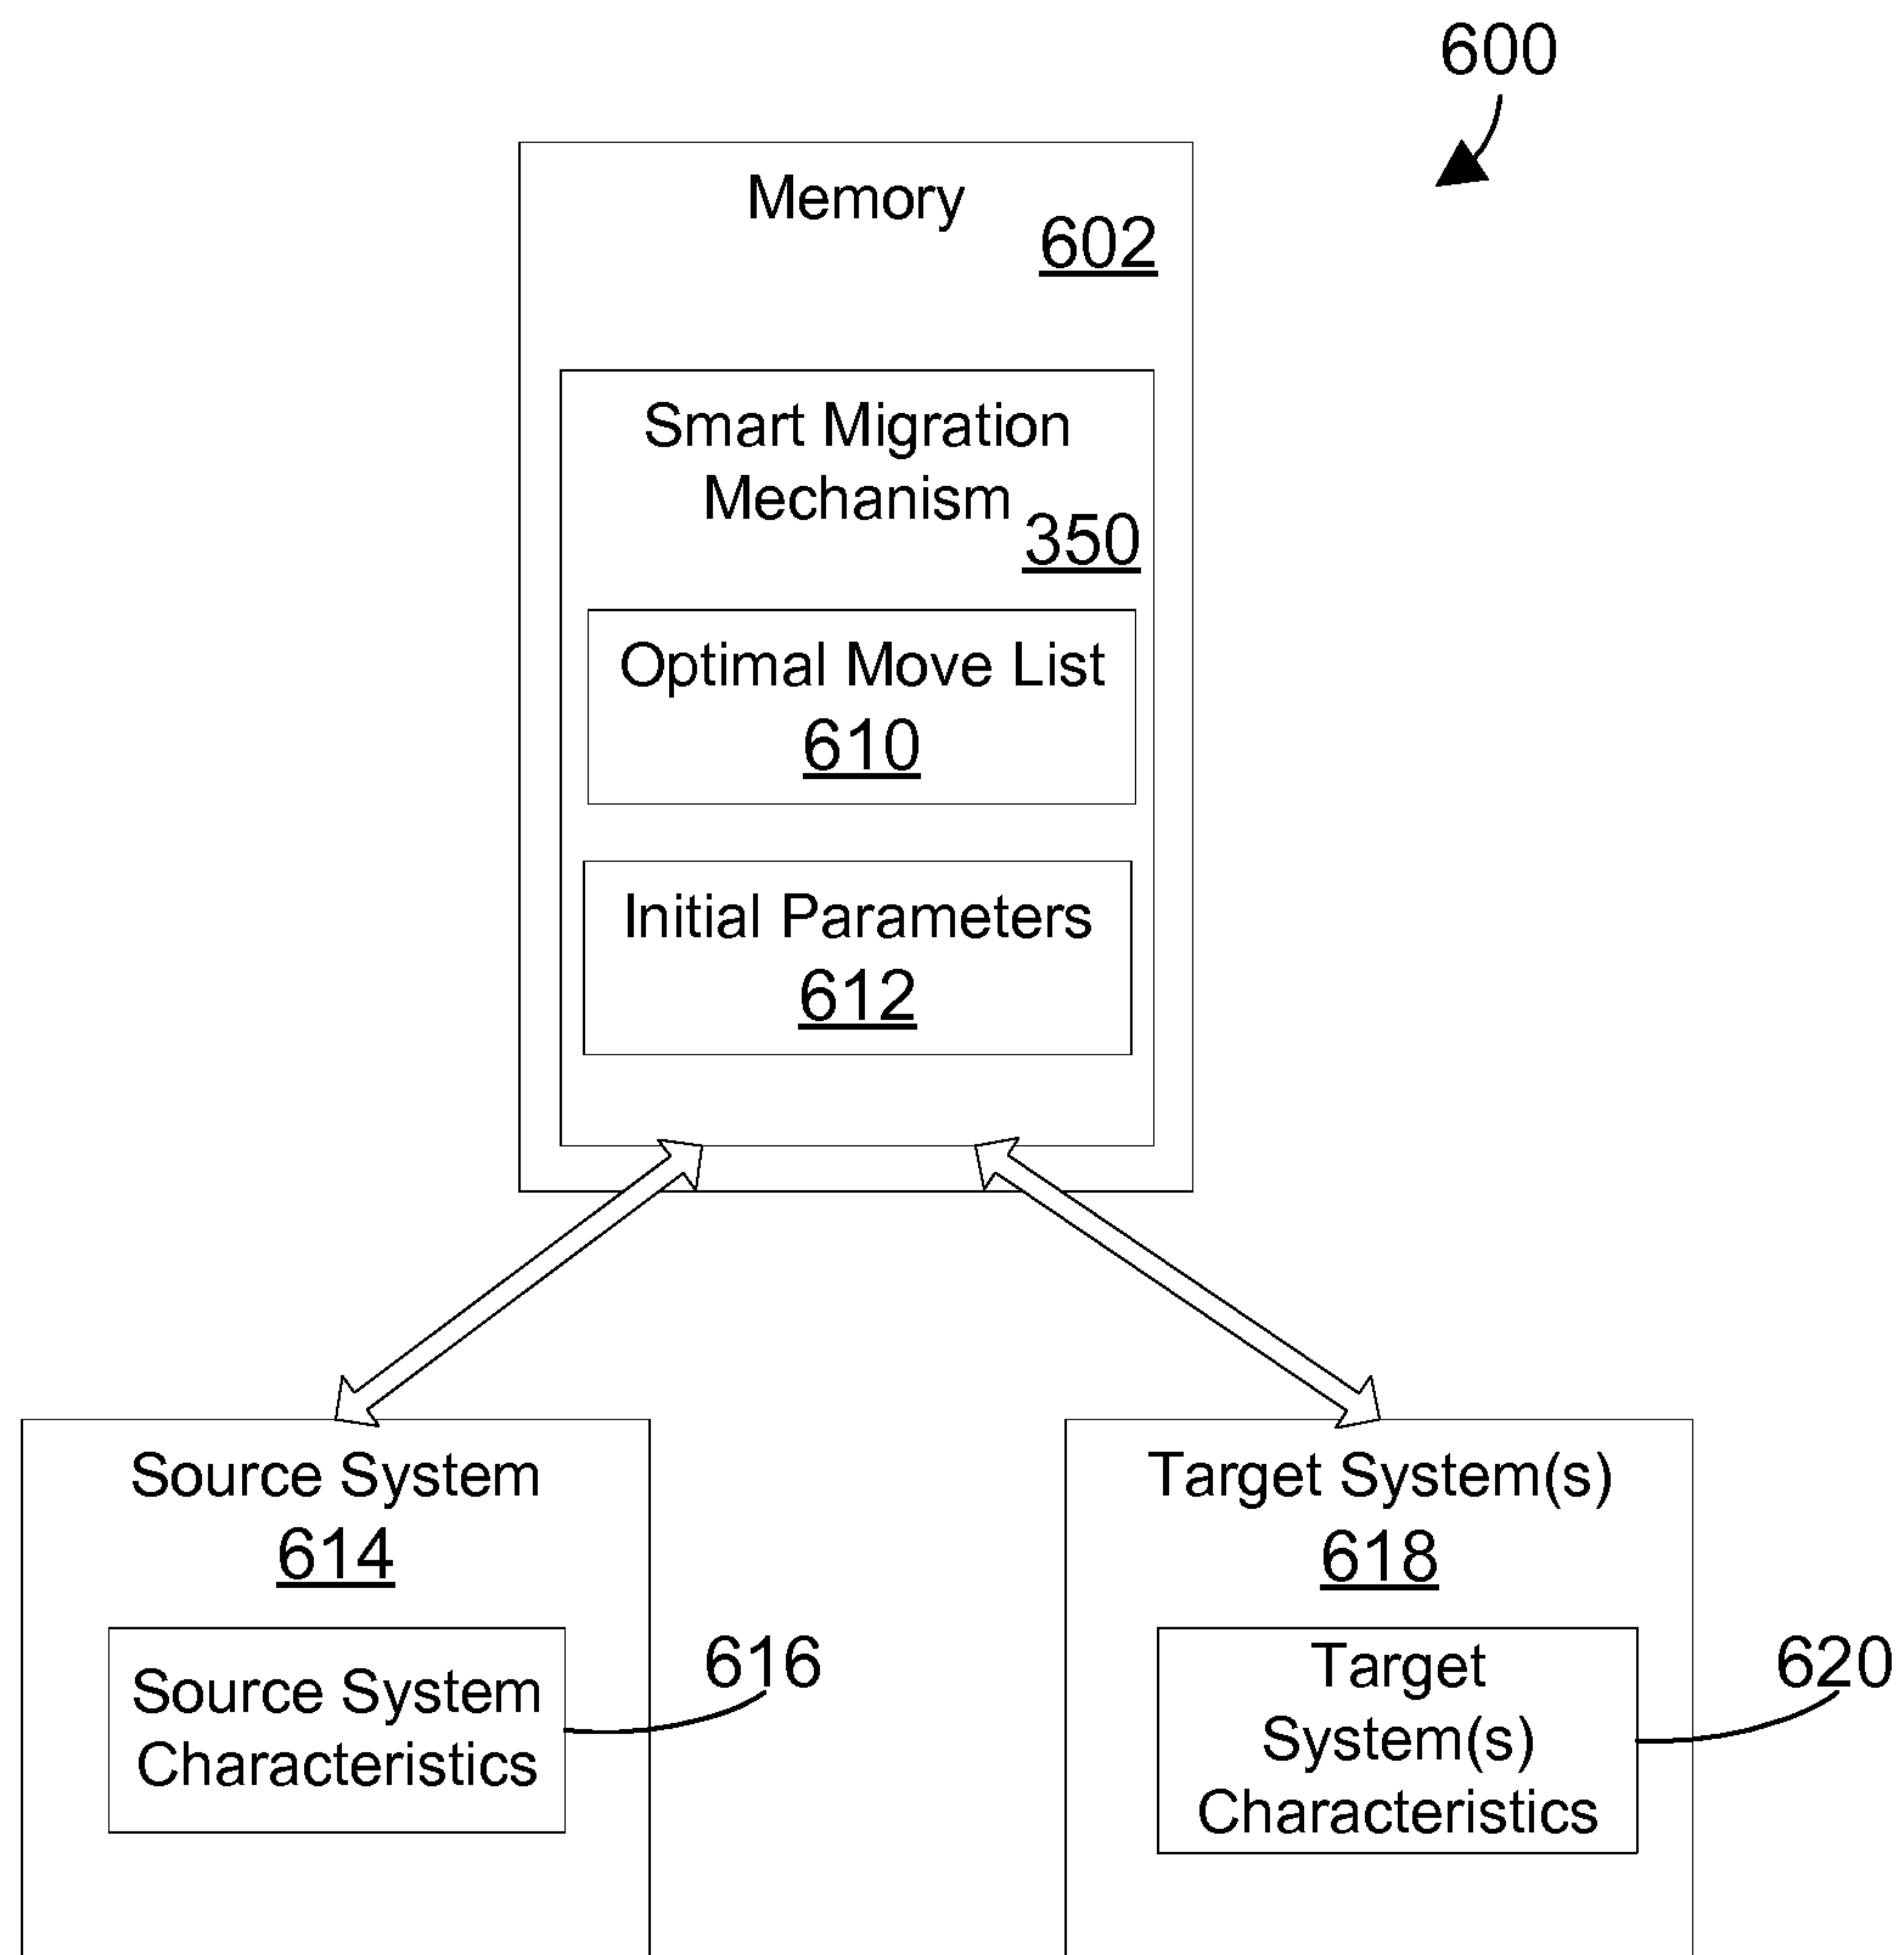 600
Memory
602
Smart Migration
Mechanism
350
Optimal Move List
610
Initial Parameters
612
Source System
614
Source System
Characteristics
616
Target System(s)
618
Target
System(s)
Characteristics
620